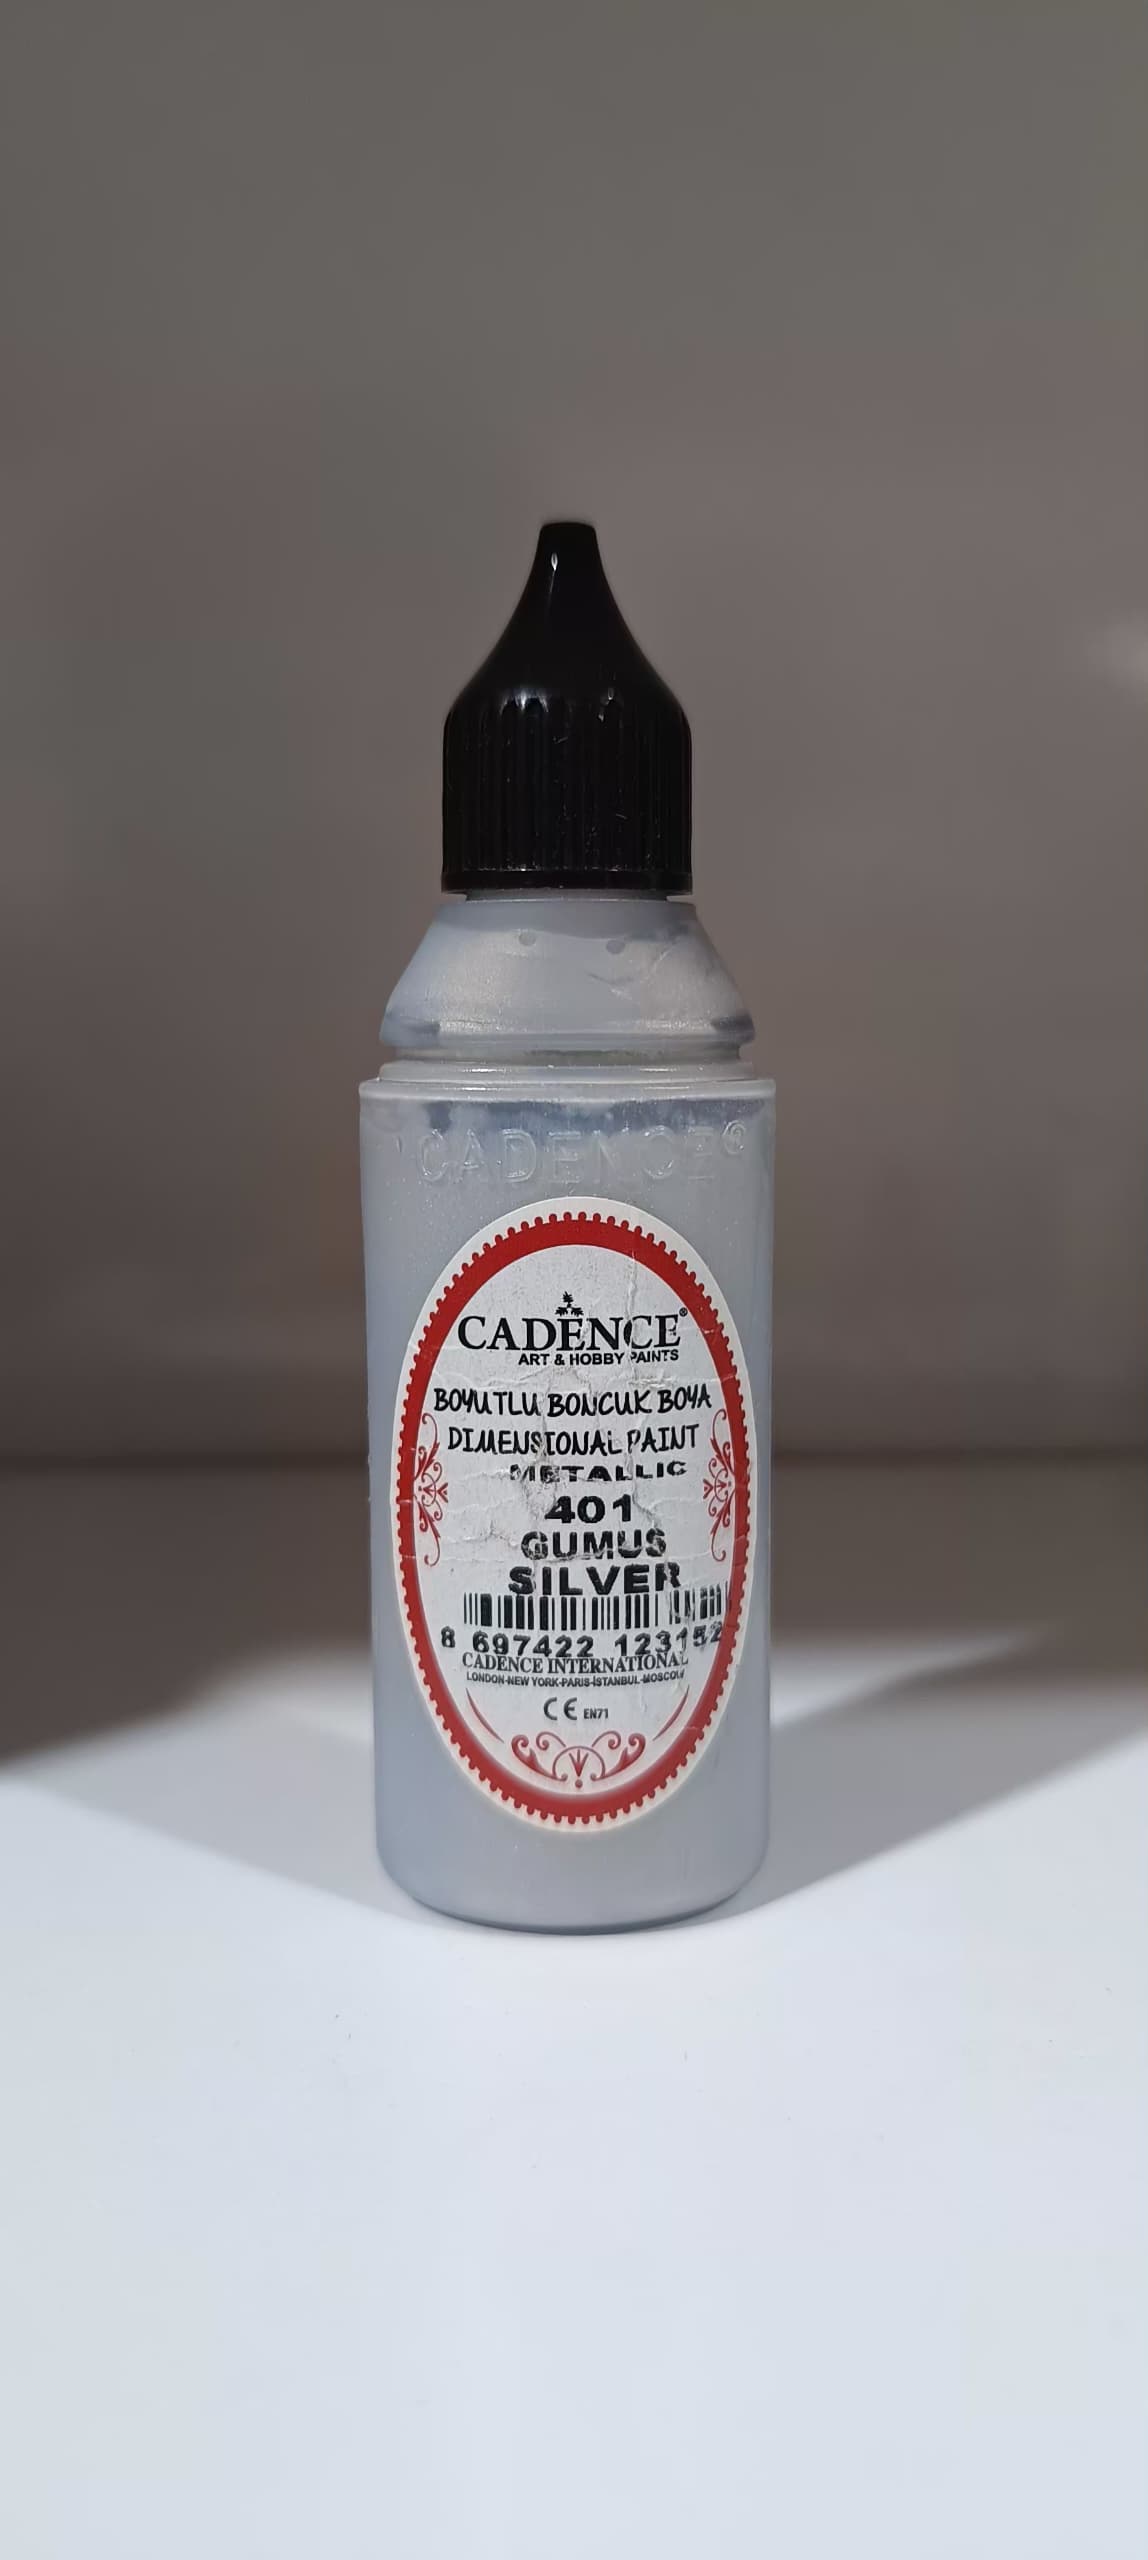 CADENCE®
CADENCE®
ART & HOBBY PAINTS
BOYUTLU BONCUK BOYA
DIMENSIONAL PAINT
METALLIC
401
GUMUS
SILVER
8 697422 123152
CADENCE INTERNATIONAL
LONDON-NEW YORK-PARIS-İSTANBUL-MOSCOW
CE EN71